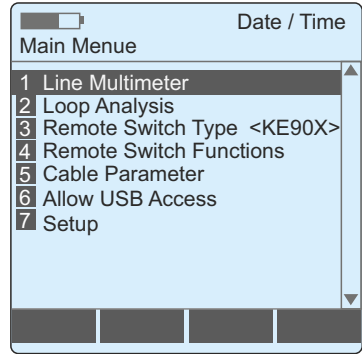 Date / Time
Main Menue
1 Line Multimeter
2 Loop Analysis
3 Remote Switch Type <KE90X>
4 Remote Switch Functions
5 Cable Parameter
6 Allow USB Access
7 Setup